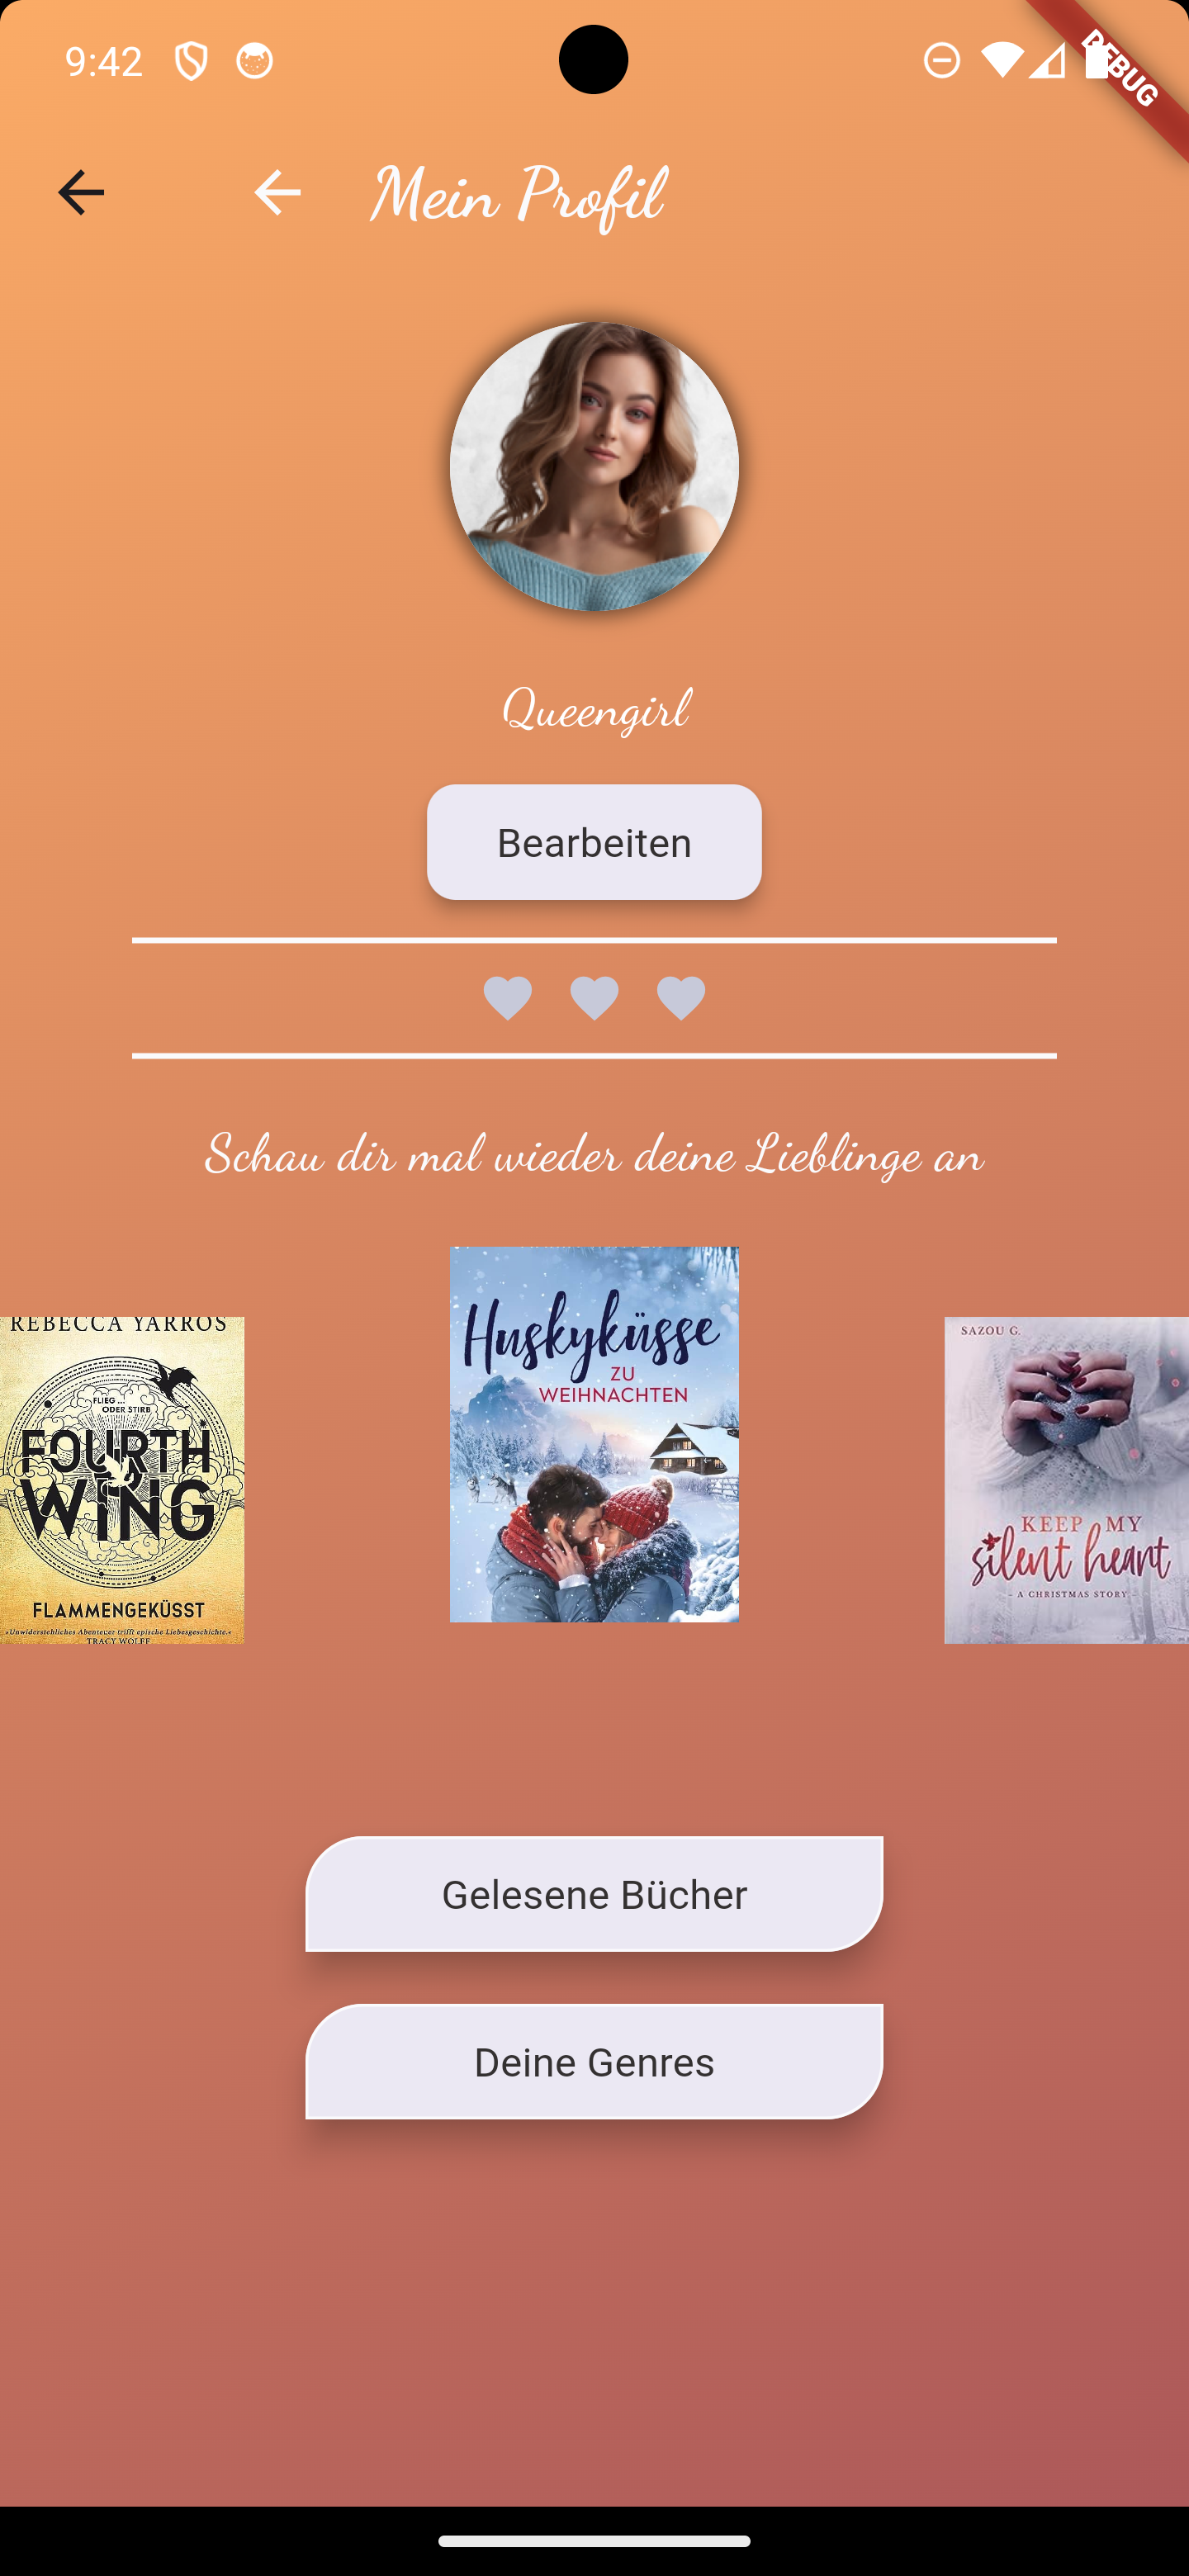 9:42
DEBUG
Mein Profil
Queengirl
Bearbeiten
Schau dir mal wieder deine Lieblinge an
REBECCA YARROS
FLIEG ...
ODER STIRB
FOURTH
WING
FLAMMENGEKÜSST
»Unwiderstehliches Abenteuer trifft epische Liebesgeschichte.«
TRACY WOLFF
Huskyküsse
ZU
WEIHNACHTEN
SAZOU G.
KEEP MY
silent heart
– A CHRISTMAS STORY –
Gelesene Bücher
Deine Genres